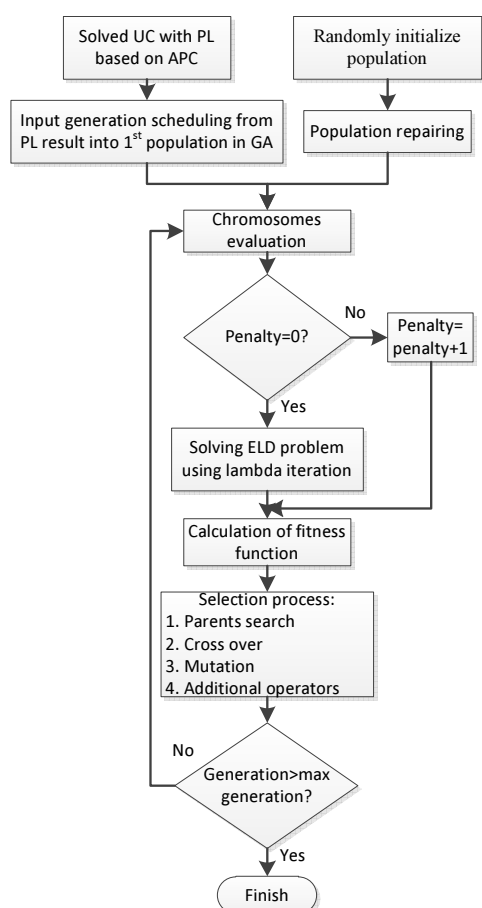 Solved UC with PL
based on APC
Randomly initialize
population
Input generation scheduling from
PL result into 1st population in GA
Population repairing
Chromosomes
evaluation
Penalty=0?
No
Penalty=
penalty+1
Yes
Solving ELD problem
using lambda iteration
Calculation of fitness
function
Selection process:
1. Parents search
2. Cross over
3. Mutation
4. Additional operators
No
Generation>max
generation?
Yes
Finish